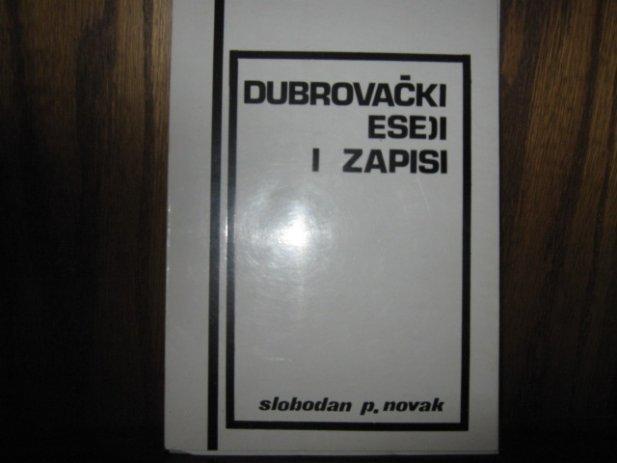 DUBROVAČKI
ESEJI
I ZAPISI
slobodan p. novak